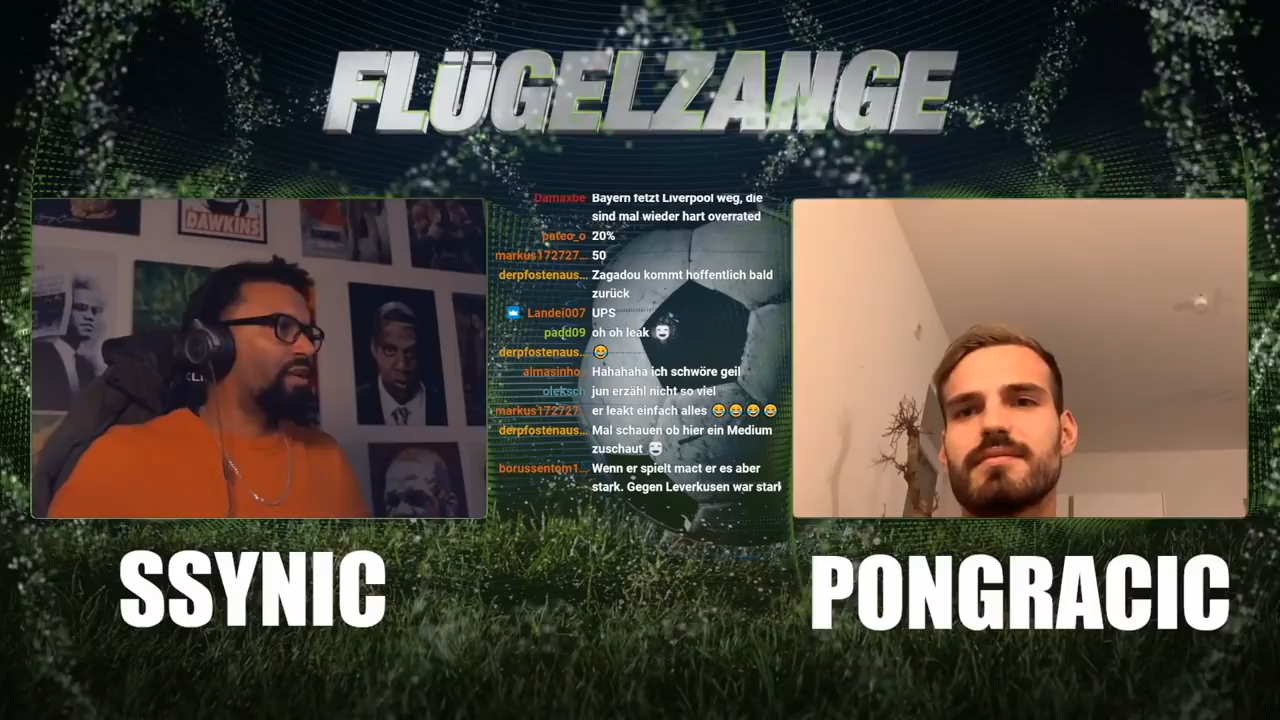 FLÜGELZANGE
DAWKINS
Damaxbe Bayern fetzt Liverpool weg, die
sind mal wieder hart overrated
pateo_o 20%
markus172727… 50
derpfostenaus… Zagadou kommt hoffentlich bald
zurück
Landei007 UPS
padd09 oh oh leak
derpfostenaus… 😂
almasinho_ Hahahaha ich schwöre geil
oleksch jun erzähl nicht so viel
markus172727… er leakt einfach alles 😂 😂 😂 😂
derpfostenaus… Mal schauen ob hier ein Medium
zuschaut
borussentom1… Wenn er spielt mact er es aber
stark. Gegen Leverkusen war stark
SSYNIC
PONGRACIC